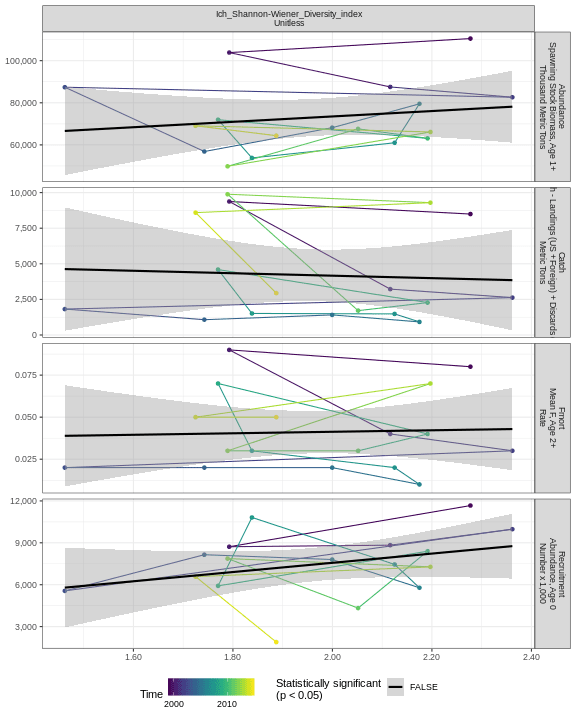 Ich_Shannon-Wiener_Diversity_index
Unitless
100,000
80,000
60,000
Abundance
Spawning Stock Biomass, Age 1+
Thousand Metric Tons
10,000
7,500
5,000
2,500
0
Catch
h - Landings (US + Foreign) + Discards
Metric Tons
0.075
0.050
0.025
Fmort
Mean F, Age 2+
Rate
12,000
9,000
6,000
3,000
Recruitment
Abundance, Age 0
Number x 1,000
1.60
1.80
2.00
2.20
2.40
Time
2000
2010
Statistically significant
(p < 0.05)
FALSE